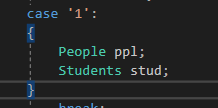 case '1':
{
People ppl;
Students stud;
}
break;